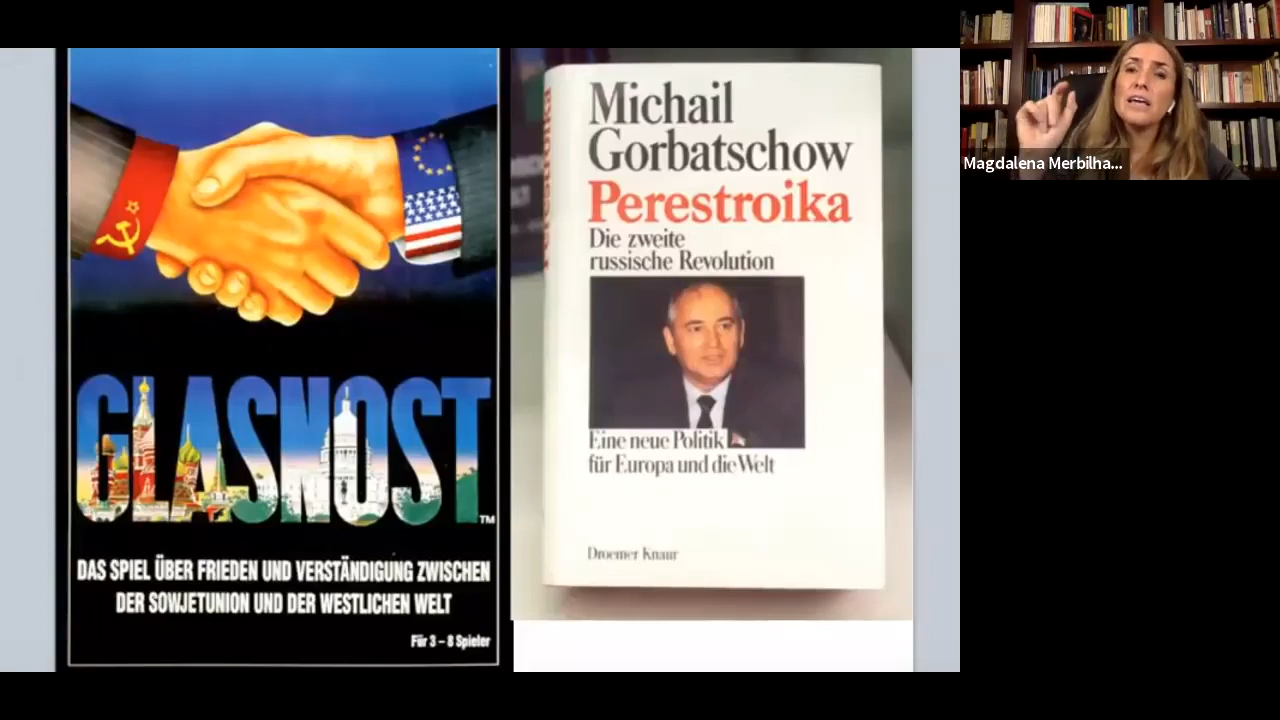 GLASNOST
TM
DAS SPIEL ÜBER FRIEDEN UND VERSTÄNDIGUNG ZWISCHEN
DER SOWJETUNION UND DER WESTLICHEN WELT
Für 3 – 8 Spieler
Michail
Gorbatschow
Perestroika
Die zweite
russische Revolution
Eine neue Politik
für Europa und die Welt
Droemer Knaur
Magdalena Merbilha...